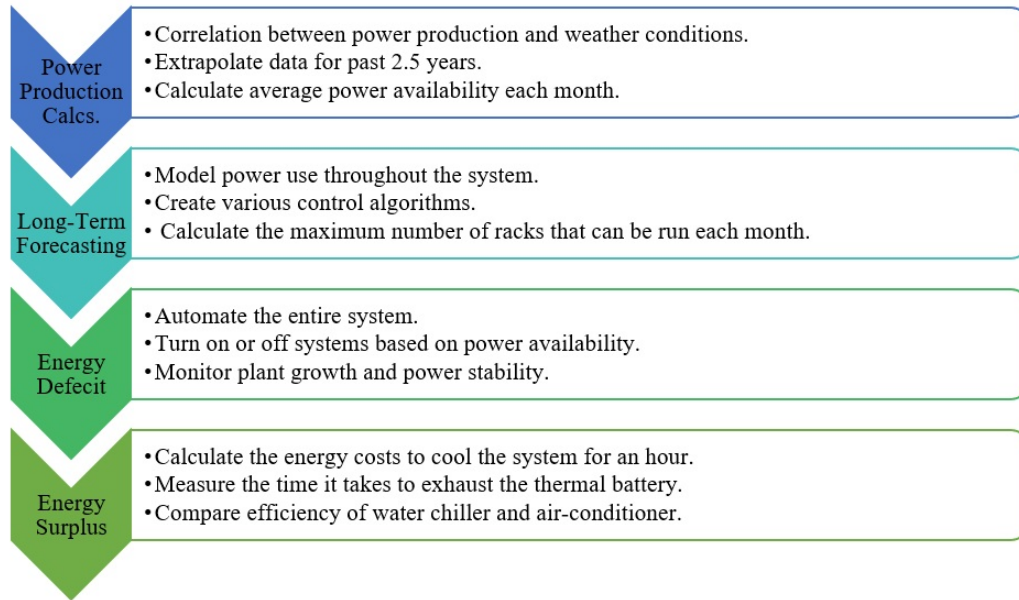 Power
Production
Calcs.
•Correlation between power production and weather conditions.
•Extrapolate data for past 2.5 years.
•Calculate average power availability each month.
Long-Term
Forecasting
•Model power use throughout the system.
•Create various control algorithms.
• Calculate the maximum number of racks that can be run each month.
Energy
Defecit
•Automate the entire system.
•Turn on or off systems based on power availability.
•Monitor plant growth and power stability.
Energy
Surplus
•Calculate the energy costs to cool the system for an hour.
•Measure the time it takes to exhaust the thermal battery.
•Compare efficiency of water chiller and air-conditioner.